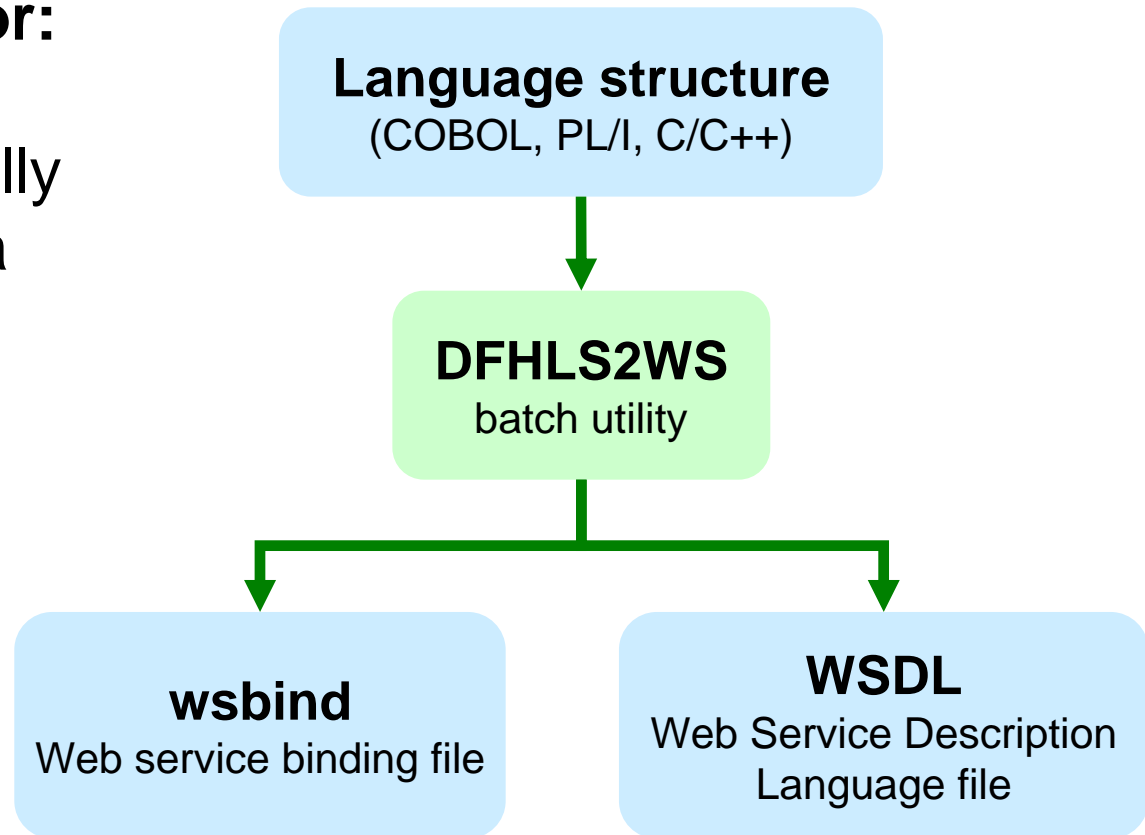 or:
lly
a
Language structure
(COBOL, PL/I, C/C++)
DFHLS2WS
batch utility
wsbind
Web service binding file
WSDL
Web Service Description
Language file